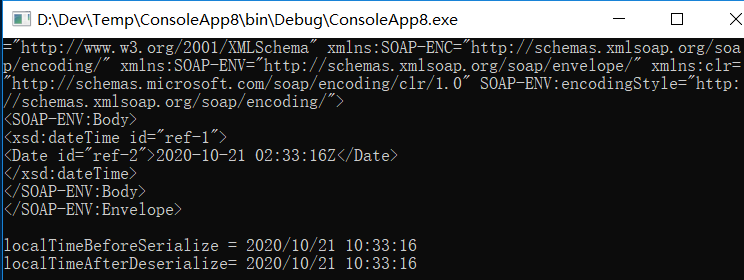 D:\Dev\Temp\ConsoleApp8\bin\Debug\ConsoleApp8.exe
="http://www.w3.org/2001/XMLSchema" xmlns:SOAP-ENC="http://schemas.xmlsoap.org/soa
p/encoding/" xmlns:SOAP-ENV="http://schemas.xmlsoap.org/soap/envelope/" xmlns:clr=
"http://schemas.microsoft.com/soap/encoding/clr/1.0" SOAP-ENV:encodingStyle="http:
//schemas.xmlsoap.org/soap/encoding/">
<SOAP-ENV:Body>
<xsd:dateTime id="ref-1">
<Date id="ref-2">2020-10-21 02:33:16Z</Date>
</xsd:dateTime>
</SOAP-ENV:Body>
</SOAP-ENV:Envelope>
localTimeBeforeSerialize = 2020/10/21 10:33:16
localTimeAfterDeserialize= 2020/10/21 10:33:16